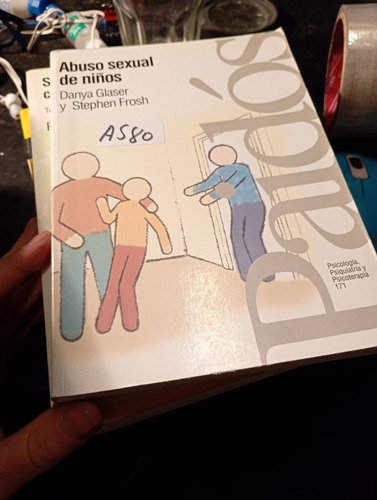 Abuso sexual
de niños
Danya Glaser
y Stephen Frosh
A580
Paidós
Psicología,
Psiquiatría y
Psicoterapia
171
S
c